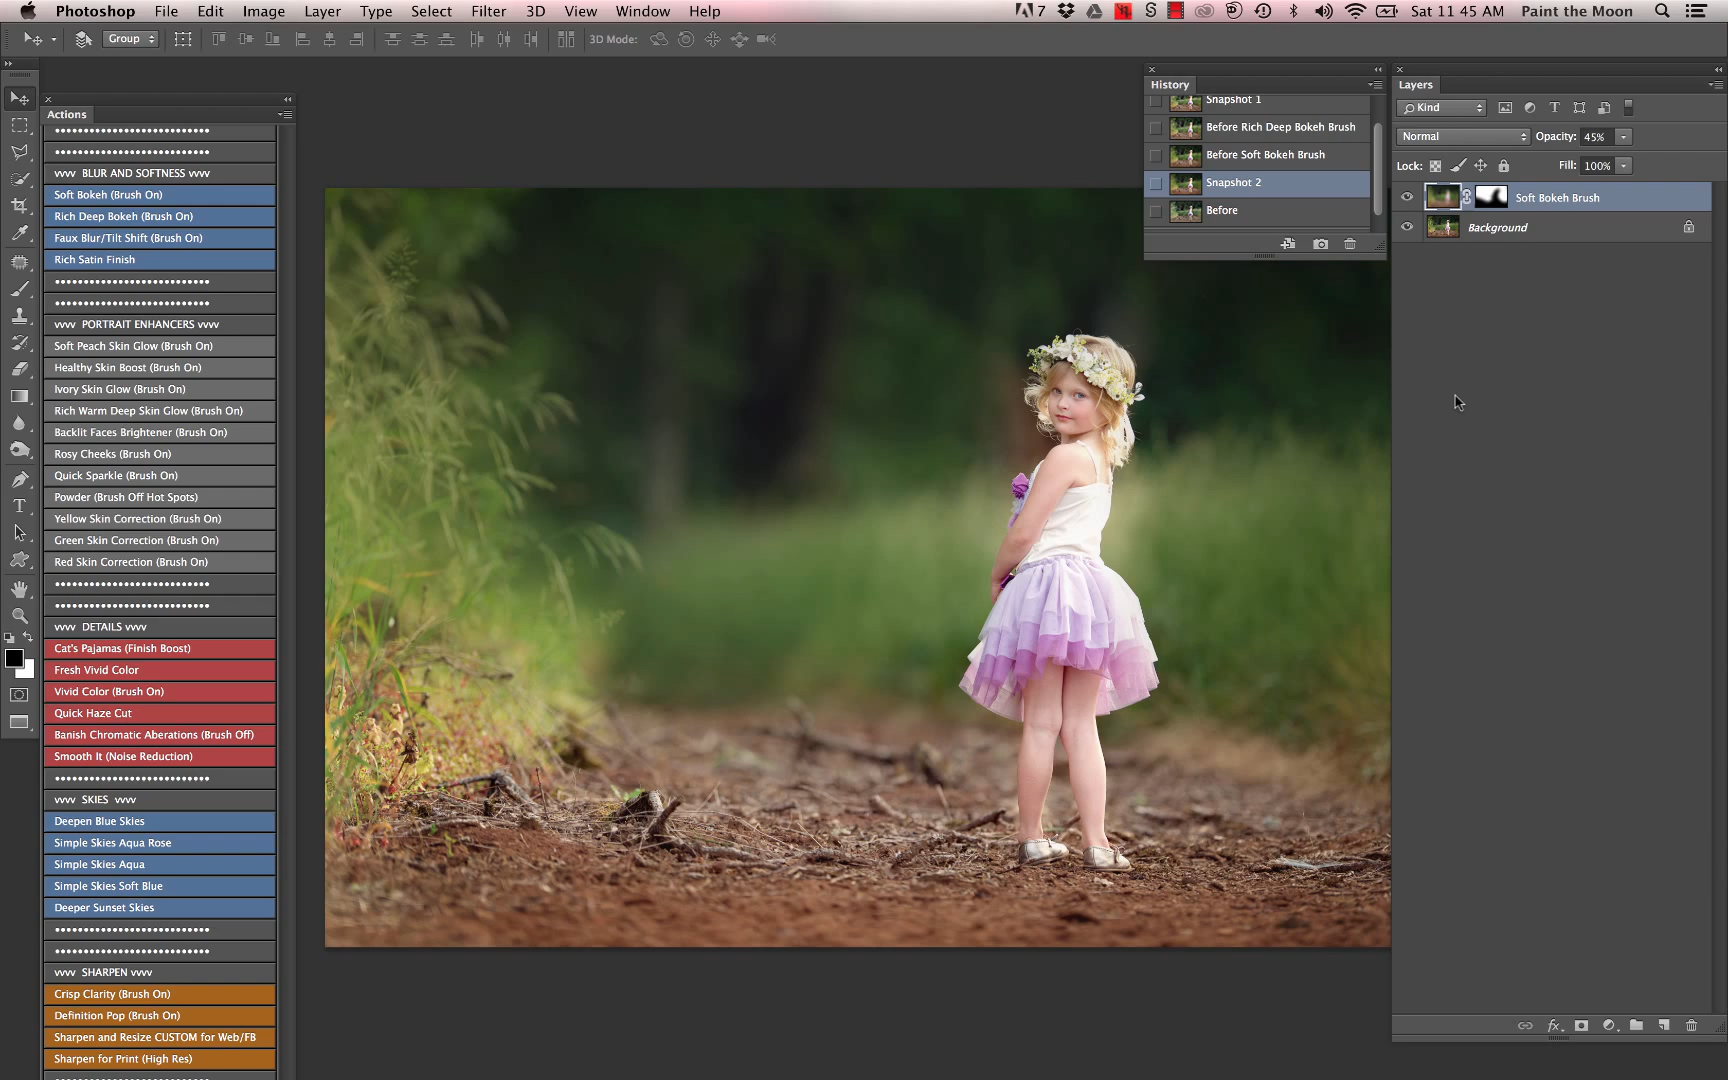 Photoshop File Edit Image Layer Type Select Filter 3D View Window Help 7 Sat 11:45 AM Paint the Moon
Group 3D Mode:
History
Snapshot 1
Before Rich Deep Bokeh Brush
Before Soft Bokeh Brush
Snapshot 2
Before
Layers
Kind
Normal Opacity: 45%
Lock: Fill: 100%
Soft Bokeh Brush
Background
Actions
vvvv BLUR AND SOFTNESS vvvv
Soft Bokeh (Brush On)
Rich Deep Bokeh (Brush On)
Faux Blur/Tilt Shift (Brush On)
Rich Satin Finish
vvvv PORTRAIT ENHANCERS vvvv
Soft Peach Skin Glow (Brush On)
Healthy Skin Boost (Brush On)
Ivory Skin Glow (Brush On)
Rich Warm Deep Skin Glow (Brush On)
Backlit Faces Brightener (Brush On)
Rosy Cheeks (Brush On)
Quick Sparkle (Brush On)
Powder (Brush Off Hot Spots)
Yellow Skin Correction (Brush On)
Green Skin Correction (Brush On)
Red Skin Correction (Brush On)
vvvv DETAILS vvvv
Cat's Pajamas (Finish Boost)
Fresh Vivid Color
Vivid Color (Brush On)
Quick Haze Cut
Banish Chromatic Aberations (Brush Off)
Smooth It (Noise Reduction)
vvvv SKIES vvvv
Deepen Blue Skies
Simple Skies Aqua Rose
Simple Skies Aqua
Simple Skies Soft Blue
Deeper Sunset Skies
vvvv SHARPEN vvvv
Crisp Clarity (Brush On)
Definition Pop (Brush On)
Sharpen and Resize CUSTOM for Web/FB
Sharpen for Print (High Res)